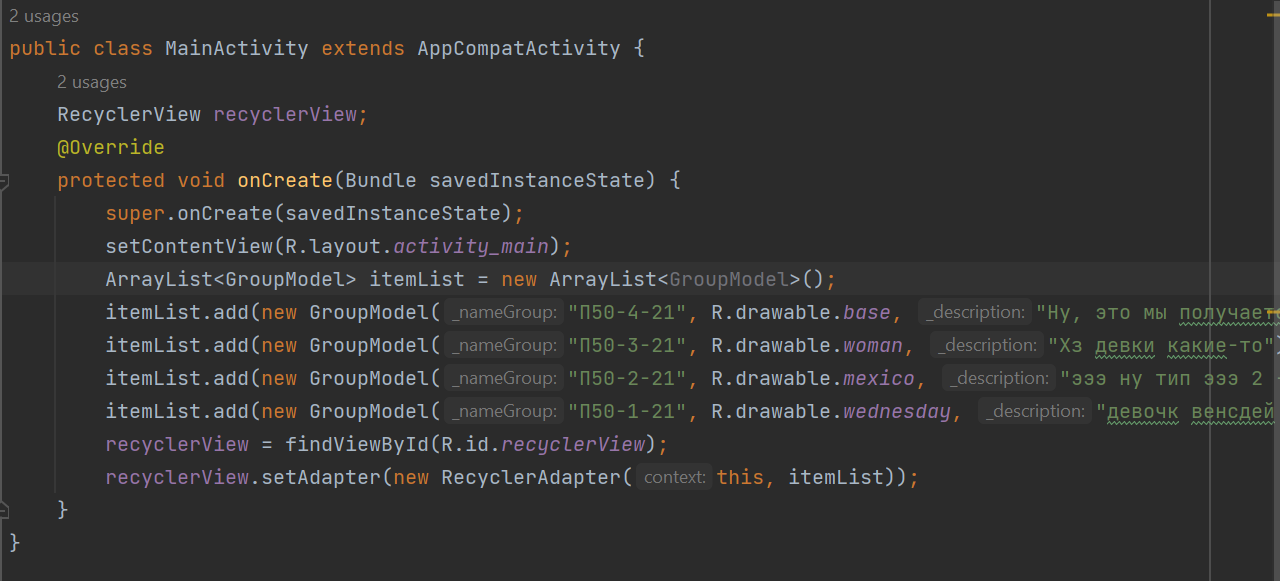 2 usages
public class MainActivity extends AppCompatActivity {
2 usages
RecyclerView recyclerView;
@Override
protected void onCreate(Bundle savedInstanceState) {
super.onCreate(savedInstanceState);
setContentView(R.layout.activity_main);
ArrayList<GroupModel> itemList = new ArrayList<GroupModel>();
itemList.add(new GroupModel( _nameGroup: "П50-4-21", R.drawable.base, _description: "Ну, это мы
itemList.add(new GroupModel( _nameGroup: "П50-3-21", R.drawable.woman, _description: "Хз девки какие-то"
itemList.add(new GroupModel( _nameGroup: "П50-2-21", R.drawable.mexico, _description: "эээ ну тип эээ 2
itemList.add(new GroupModel( _nameGroup: "П50-1-21", R.drawable.wednesday, _description: "девочк венсдей
recyclerView = findViewById(R.id.recyclerView);
recyclerView.setAdapter(new RecyclerAdapter( context: this, itemList));
}
}